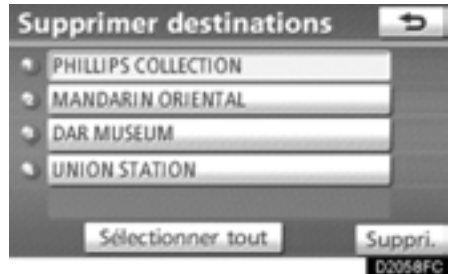 Supprimer destinations
PHILLIPS COLLECTION
MANDARIN ORIENTAL
DAR MUSEUM
UNION STATION
Sélectionner tout
Suppri.
D2058FC